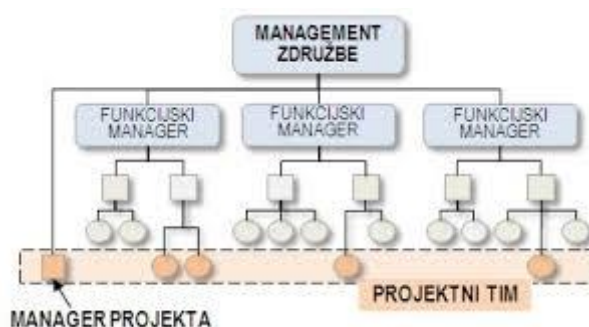 MANAGEMENT
ZDRUŽBE
FUNKCIJSKI
MANAGER
FUNKCIJSKI
MANAGER
FUNKCIJSKI
MANAGER
PROJEKTNI TIM
MANAGER PROJEKTA